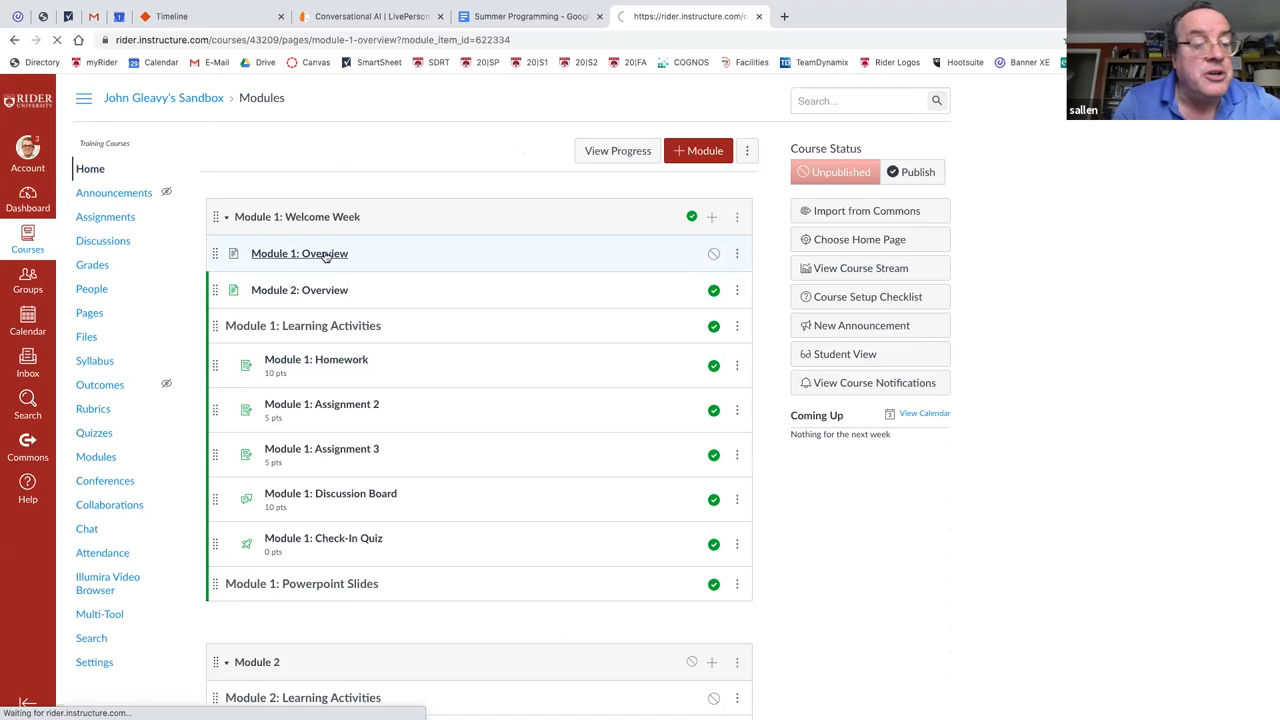 Timeline
Conversational AI | LivePerson
Summer Programming - Goog
https://rider.instructure.com/c
rider.instructure.com/courses/43209/pages/module-1-overview?module_item_id=622334
Directory myRider Calendar E-Mail Drive Canvas SmartSheet SDRT 20|SP 20|S1 20|S2 20|FA COGNOS Facilities TeamDynamix Rider Logos Hootsuite Banner XE
sallen
RIDER
UNIVERSITY
3
Account
Dashboard
Courses
Groups
Calendar
Inbox
Search
Commons
Help
John Gleavy's Sandbox › Modules
Search...
Training Courses
Home
Announcements
Assignments
Discussions
Grades
People
Pages
Files
Syllabus
Outcomes
Rubrics
Quizzes
Modules
Conferences
Collaborations
Chat
Attendance
Illumira Video
Browser
Multi-Tool
Search
Settings
View Progress
+ Module
Module 1: Welcome Week
Module 1: Overview
Module 2: Overview
Module 1: Learning Activities
Module 1: Homework
10 pts
Module 1: Assignment 2
5 pts
Module 1: Assignment 3
5 pts
Module 1: Discussion Board
10 pts
Module 1: Check-In Quiz
0 pts
Module 1: Powerpoint Slides
Module 2
Module 2: Learning Activities
Course Status
Unpublished
Publish
Import from Commons
Choose Home Page
View Course Stream
Course Setup Checklist
New Announcement
Student View
View Course Notifications
Coming Up
View Calendar
Nothing for the next week
Waiting for rider.instructure.com...